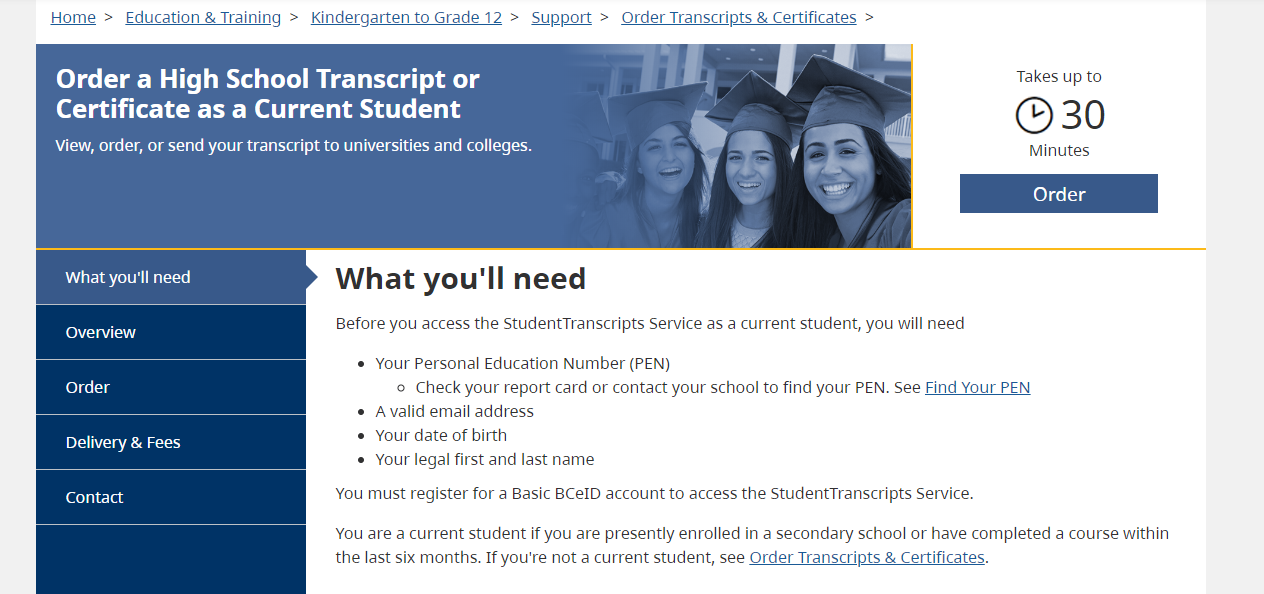 Home > Education & Training > Kindergarten to Grade 12 > Support > Order Transcripts & Certificates >
Order a High School Transcript or
Certificate as a Current Student
View, order, or send your transcript to universities and colleges.
Takes up to
30
Minutes
Order
What you'll need
Overview
Order
Delivery & Fees
Contact
What you'll need
Before you access the StudentTranscripts Service as a current student, you will need
• Your Personal Education Number (PEN)
◦ Check your report card or contact your school to find your PEN. See Find Your PEN
• A valid email address
• Your date of birth
• Your legal first and last name
You must register for a Basic BCeID account to access the StudentTranscripts Service.
You are a current student if you are presently enrolled in a secondary school or have completed a course within
the last six months. If you're not a current student, see Order Transcripts & Certificates.